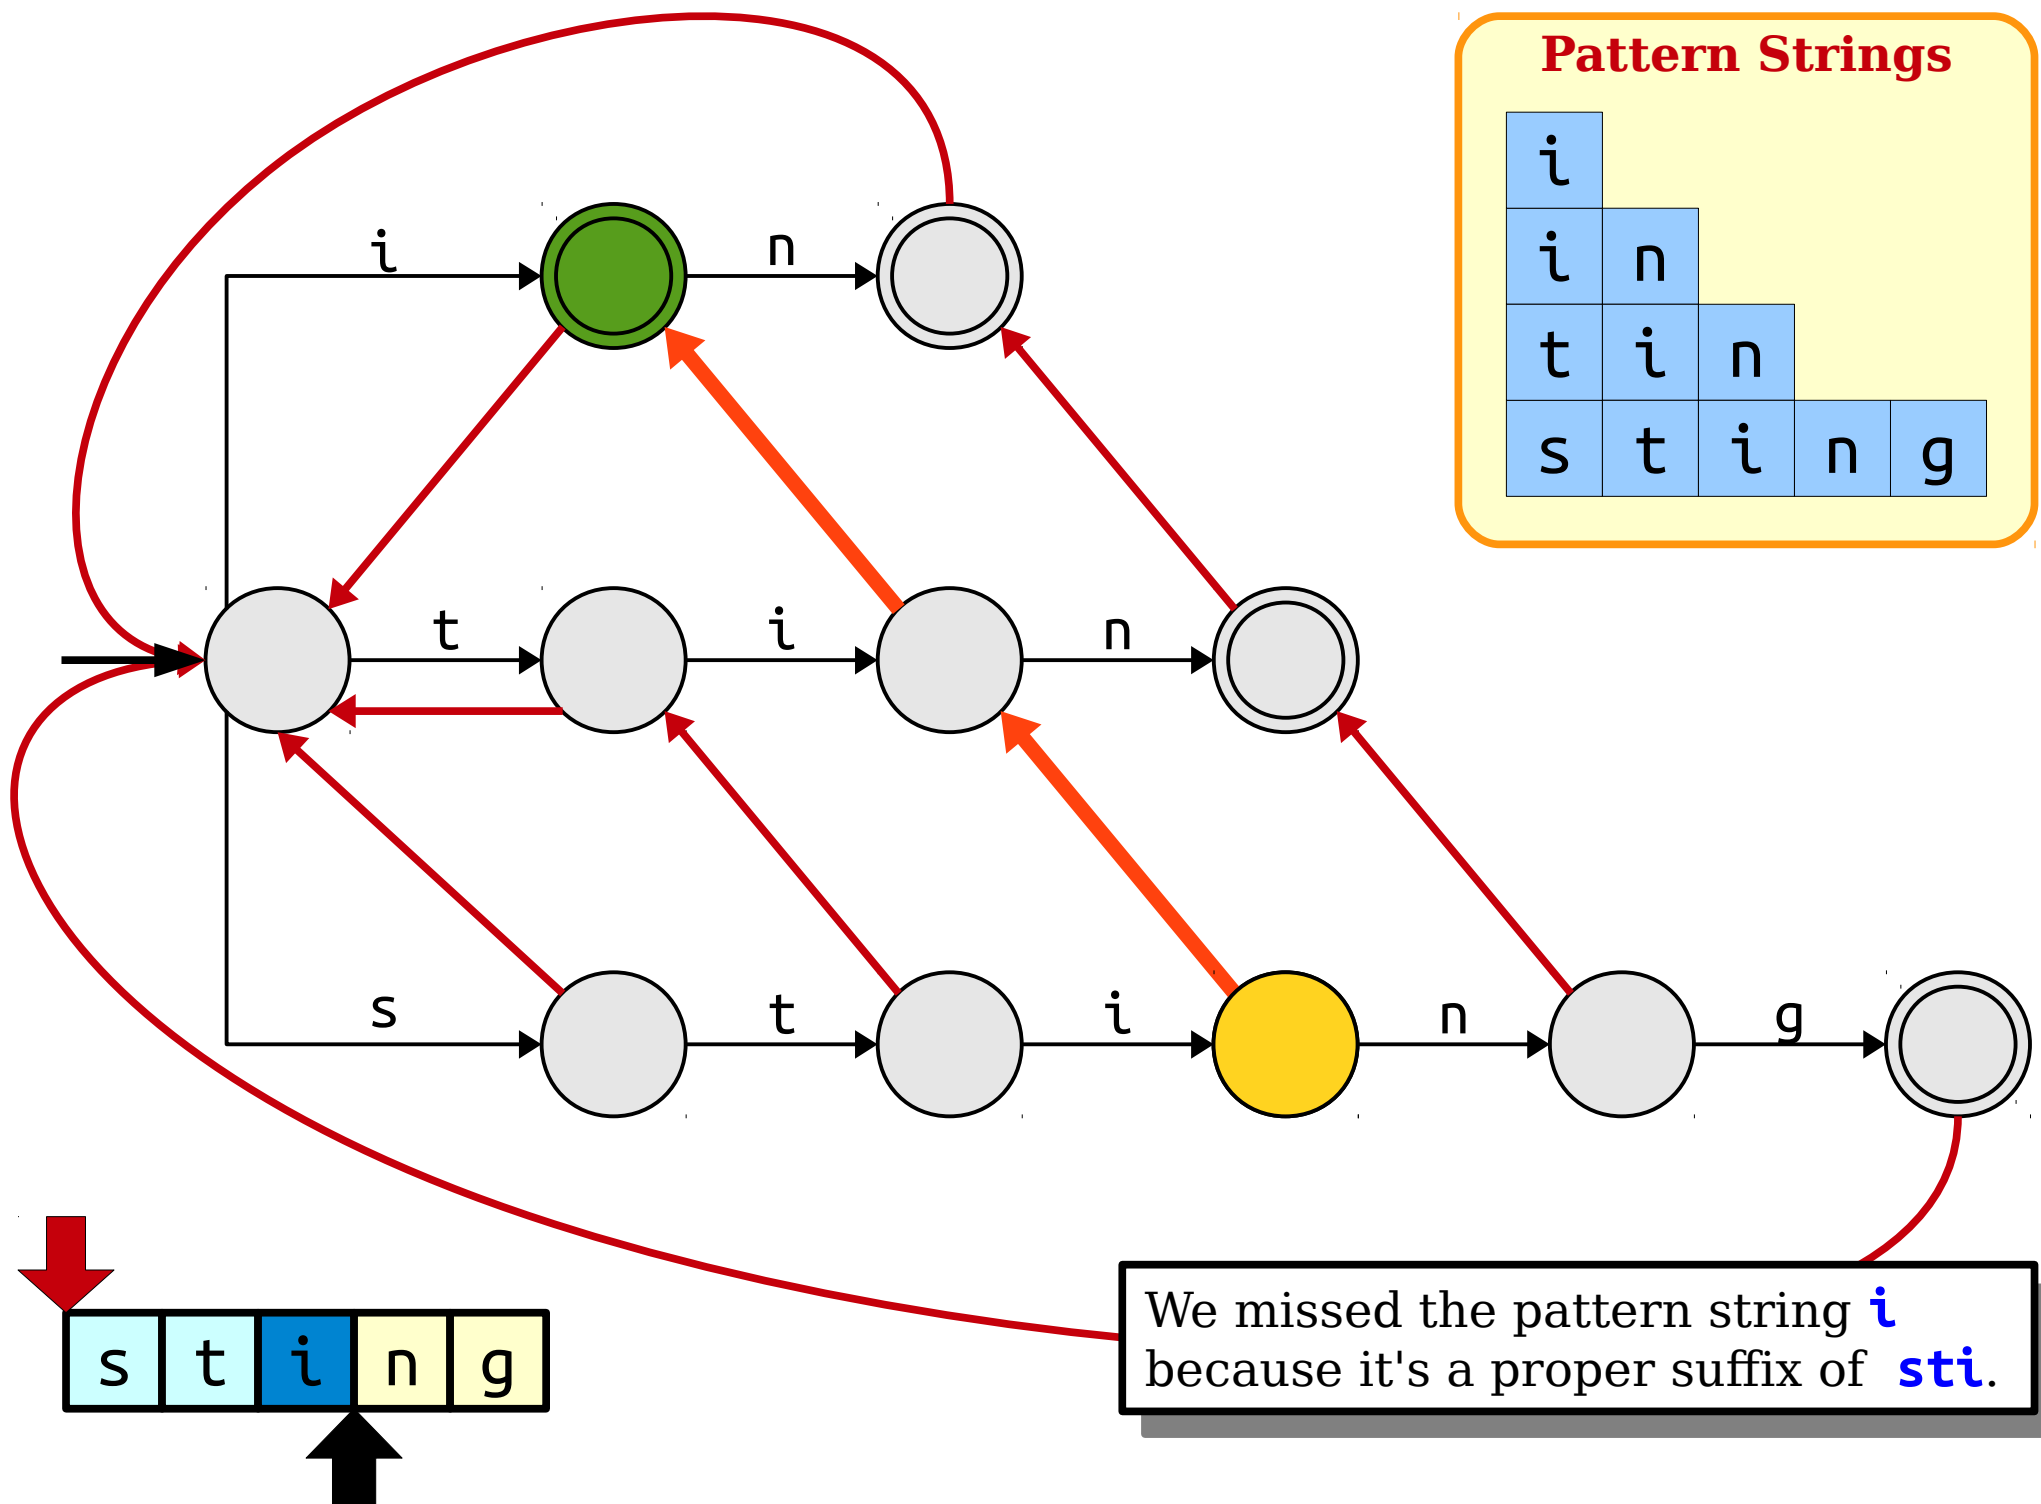 Pattern Strings
i
i n
t i n
s t i n g
i n
t i n
s t i n g
s t i n g
We missed the pattern string i
because it's a proper suffix of sti.